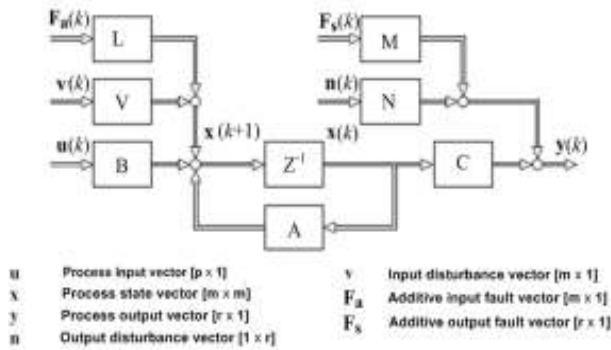 Fa(k)
L
Fs(k)
M
v(k)
V
n(k)
N
x(k+1)
x(k)
u(k)
B
Z⁻¹
C
y(k)
A
u Process input vector [p x 1]
x Process state vector [m x m]
y Process output vector [r x 1]
n Output disturbance vector [1 x r]
v Input disturbance vector [m x 1]
Fa Additive input fault vector [m x 1]
Fs Additive output fault vector [r x 1]